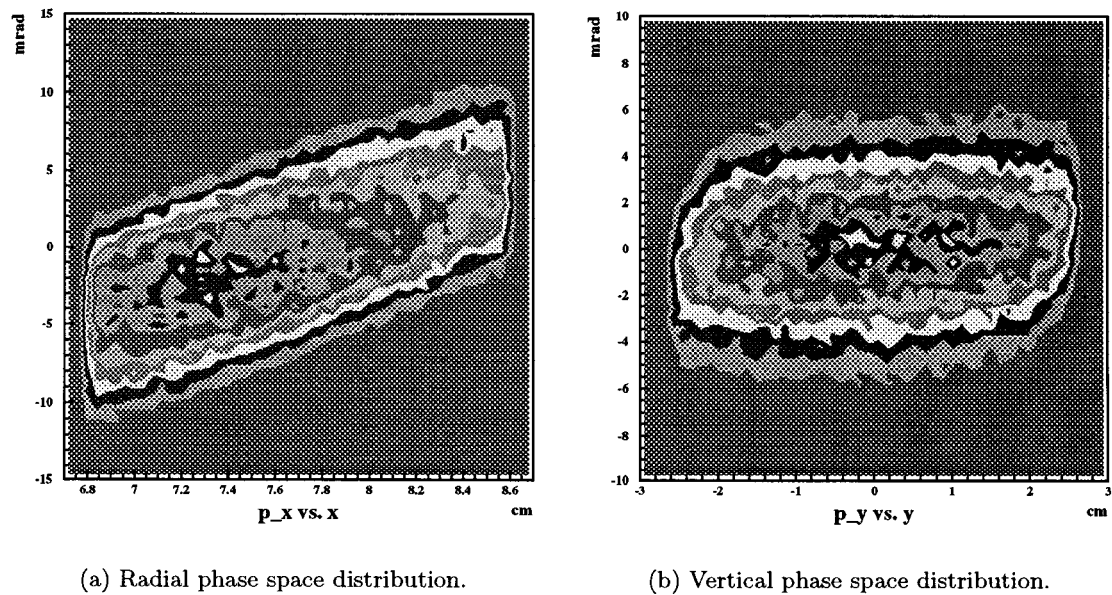 mrad
15
10
5
0
-5
-10
-15
6.8 7 7.2 7.4 7.6 7.8 8 8.2 8.4 8.6
p_x vs. x
cm
(a) Radial phase space distribution.
mrad
10
8
6
4
2
0
-2
-4
-6
-8
-10
-3 -2 -1 0 1 2 3
p_y vs. y
cm
(b) Vertical phase space distribution.